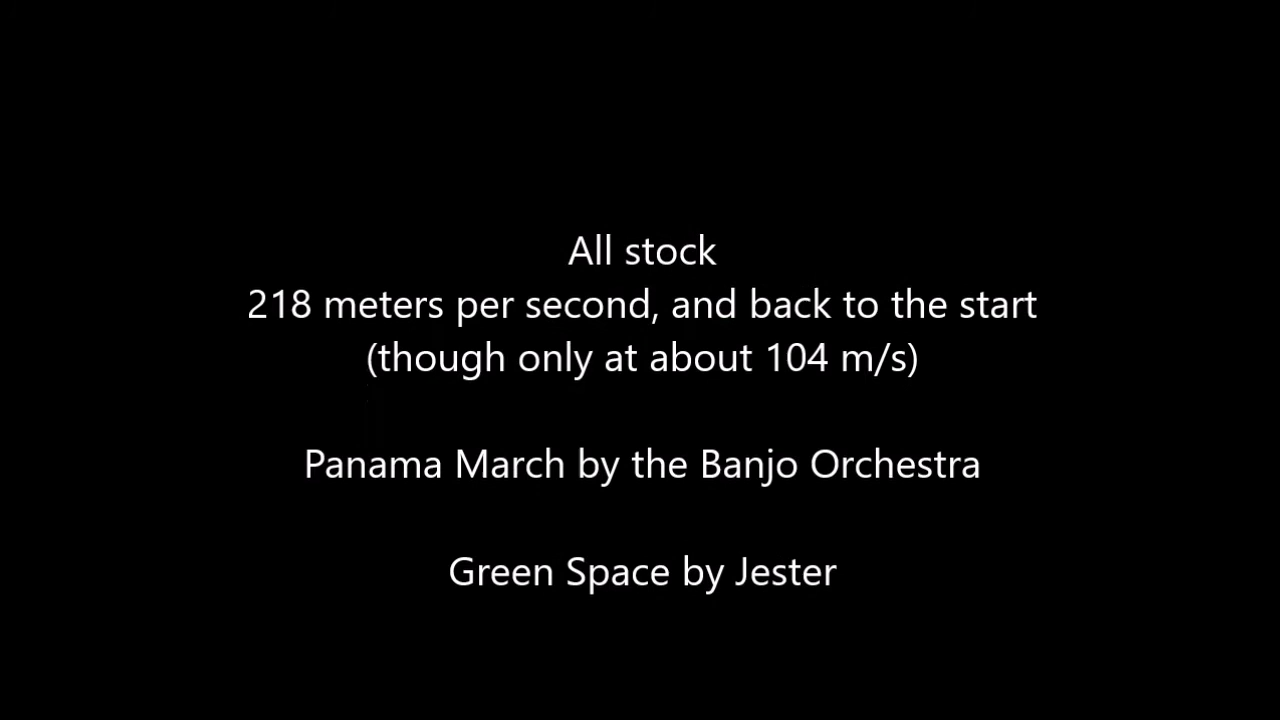 All stock
218 meters per second, and back to the start
(though only at about 104 m/s)
Panama March by the Banjo Orchestra
Green Space by Jester